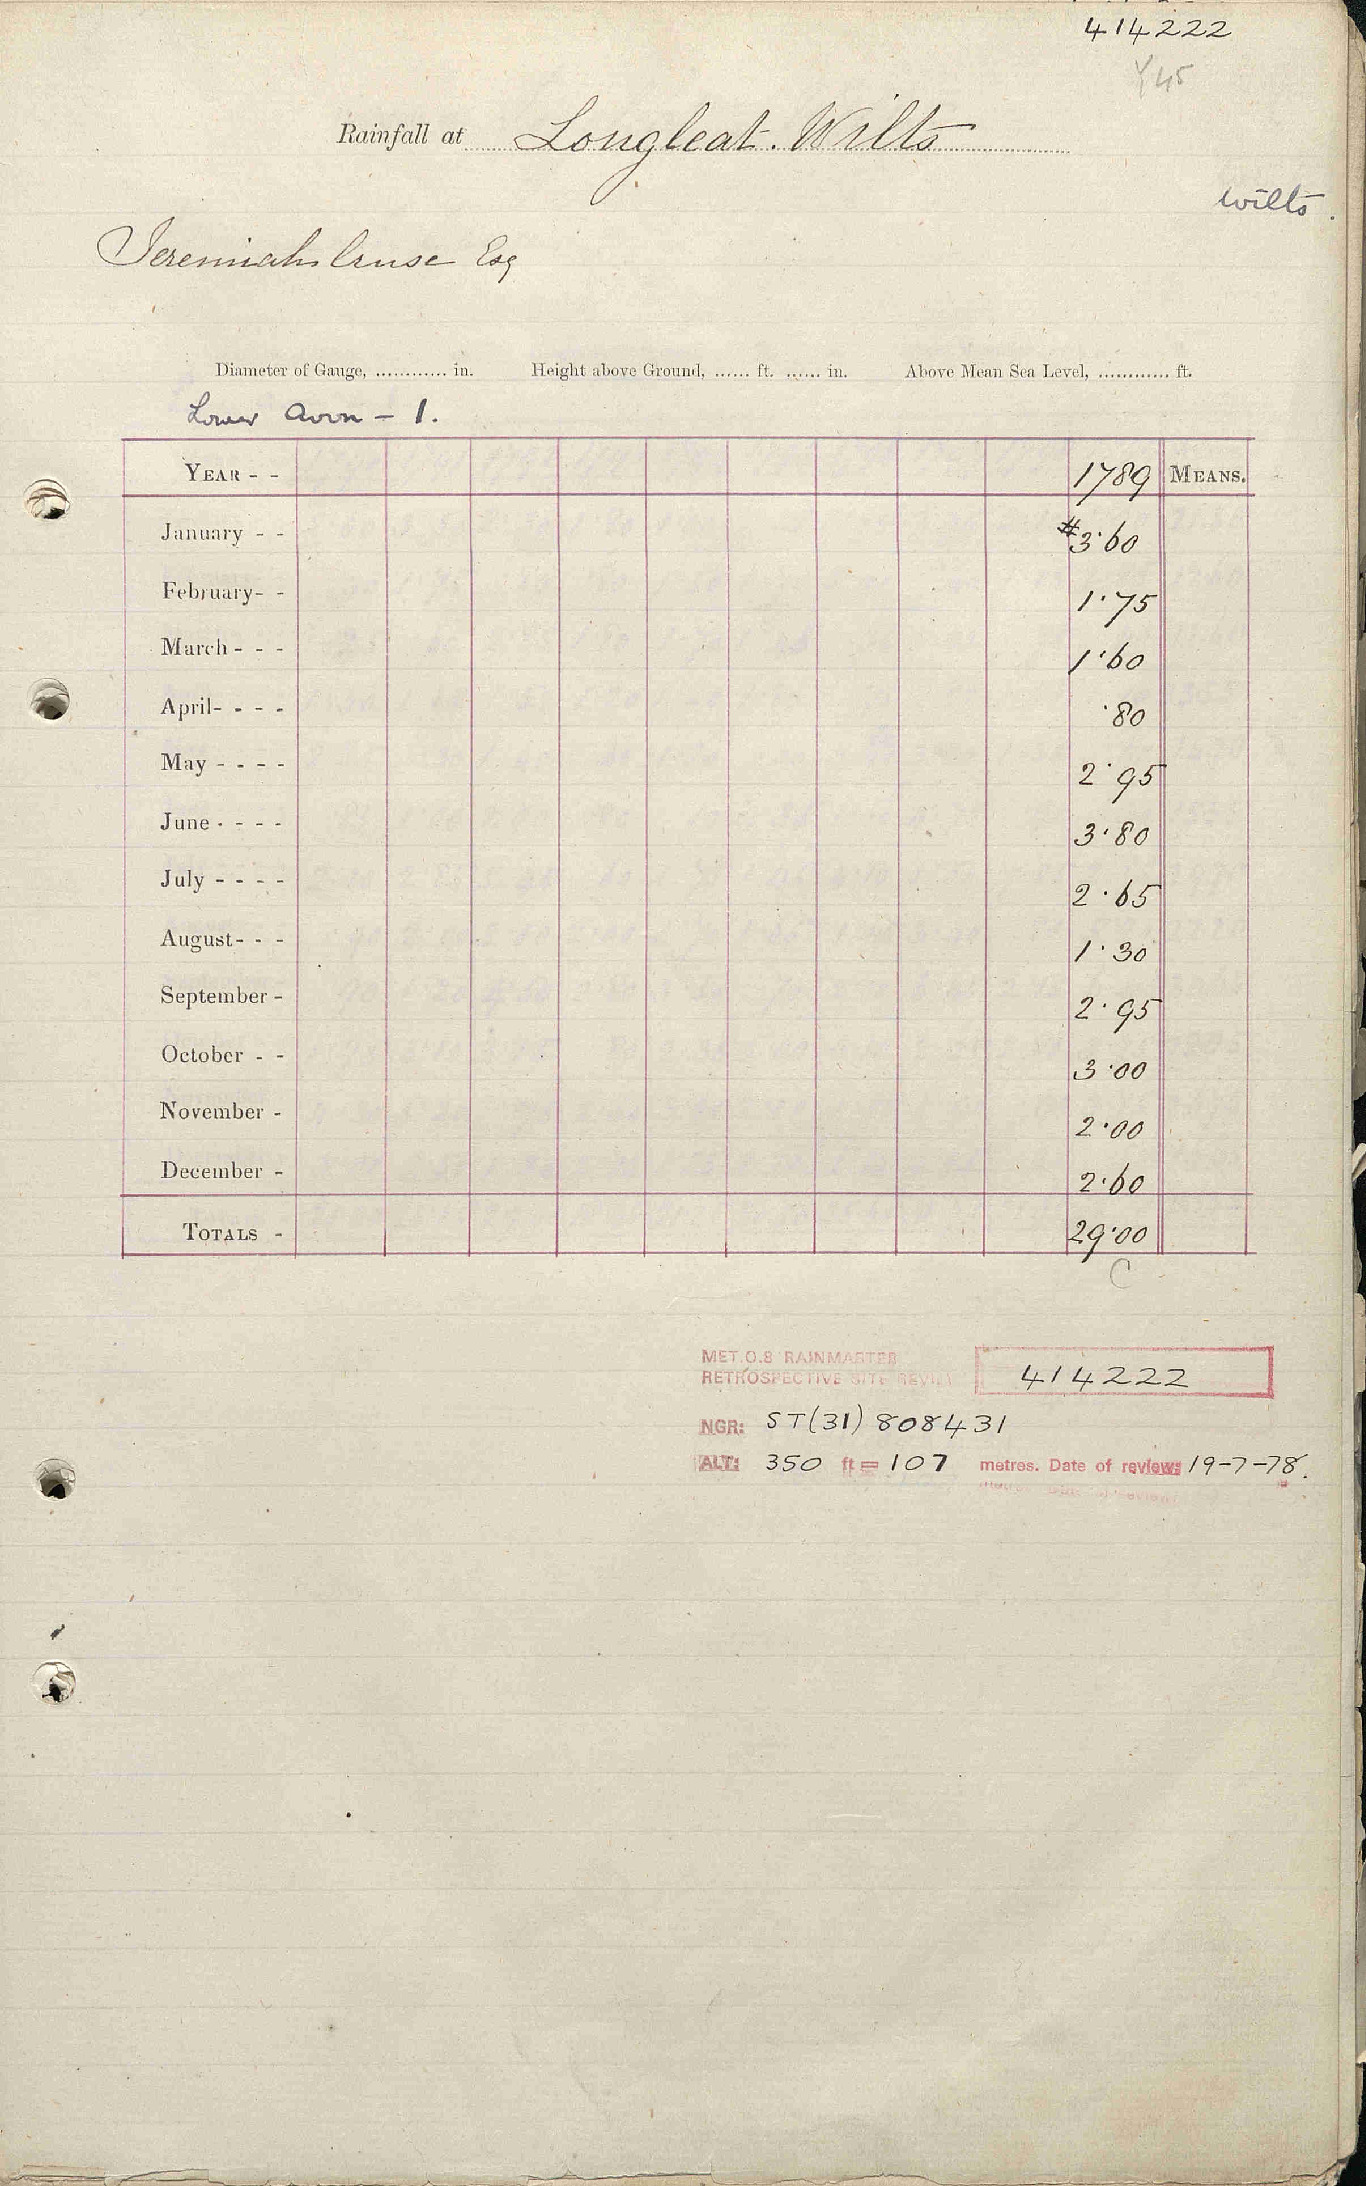 414222
Y45
Rainfall at Longleat. Wilts
Wilts.
Jeremiah Cruse Esq
Diameter of Gauge, ............ in. Height above Ground, ...... ft. ...... in. Above Mean Sea Level, ............ ft.
Lower Avon - 1.
YEAR - - 1789 MEANS.
January - - #3.60
February- - 1.75
March - - - 1.60
April- - - - .80
May - - - - 2.95
June - - - - 3.80
July - - - - 2.65
August- - - 1.30
September - 2.95
October - - 3.00
November - 2.00
December - 2.60
TOTALS - 29.00
C
MET.O.8 RAINMASTER
RETROSPECTIVE SITE REVIEW 414222
NGR: ST(31) 808431
ALT: 350 ft = 107 metres. Date of review: 19-7-78.